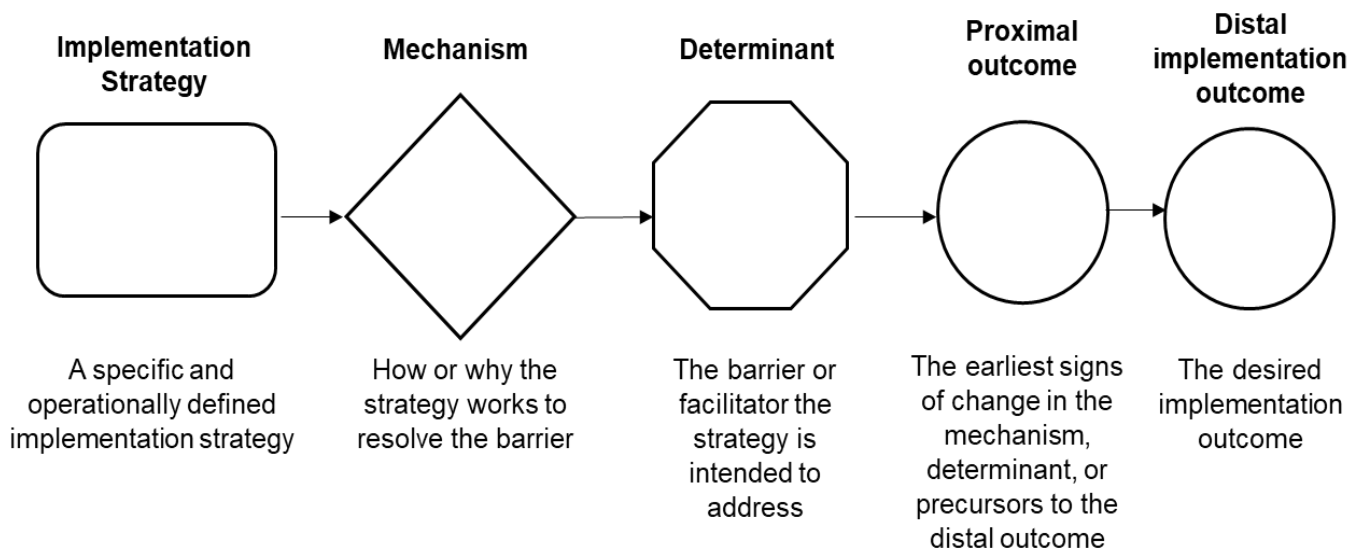 Implementation
Strategy
Mechanism
Determinant
Proximal
outcome
Distal
implementation
outcome
A specific and
operationally defined
implementation strategy
How or why the
strategy works to
resolve the barrier
The barrier or
facilitator the
strategy is
intended to
address
The earliest signs
of change in the
mechanism,
determinant, or
precursors to the
distal outcome
The desired
implementation
outcome